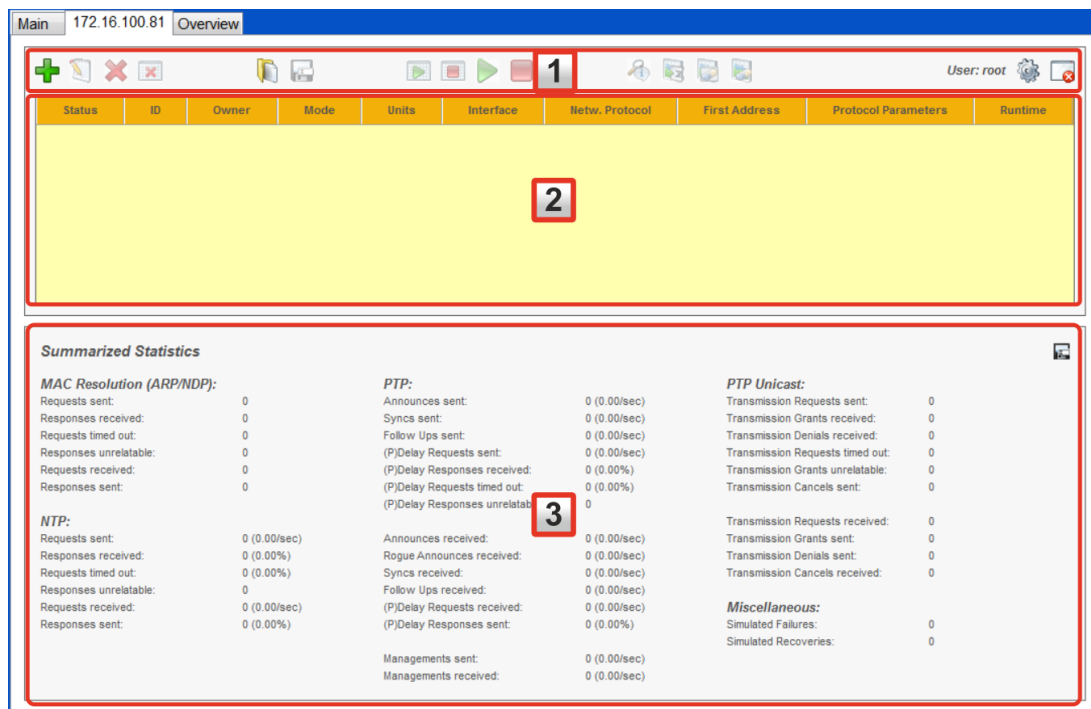 Main 172.16.100.81 Overview
1 User: root
Status ID Owner Mode Units Interface Netw. Protocol First Address Protocol Parameters Runtime
2
Summarized Statistics
MAC Resolution (ARP/NDP):
Requests sent: 0
Responses received: 0
Requests timed out: 0
Responses unrelatable: 0
Requests received: 0
Responses sent: 0
NTP:
Requests sent: 0 (0.00/sec)
Responses received: 0 (0.00%)
Requests timed out: 0 (0.00%)
Responses unrelatable: 0
Requests received: 0 (0.00/sec)
Responses sent: 0 (0.00%)
PTP:
Announces sent: 0 (0.00/sec)
Syncs sent: 0 (0.00/sec)
Follow Ups sent: 0 (0.00/sec)
(P)Delay Requests sent: 0 (0.00/sec)
(P)Delay Responses received: 0 (0.00%)
(P)Delay Requests timed out: 0 (0.00%)
(P)Delay Responses unrelatab 0
3
Announces received: 0 (0.00/sec)
Rogue Announces received: 0 (0.00/sec)
Syncs received: 0 (0.00/sec)
Follow Ups received: 0 (0.00/sec)
(P)Delay Requests received: 0 (0.00/sec)
(P)Delay Responses sent: 0 (0.00%)
Managements sent: 0 (0.00/sec)
Managements received: 0 (0.00/sec)
PTP Unicast:
Transmission Requests sent: 0
Transmission Grants received: 0
Transmission Denials received: 0
Transmission Requests timed out: 0
Transmission Grants unrelatable: 0
Transmission Cancels sent: 0
Transmission Requests received: 0
Transmission Grants sent: 0
Transmission Denials sent: 0
Transmission Cancels received: 0
Miscellaneous:
Simulated Failures: 0
Simulated Recoveries: 0